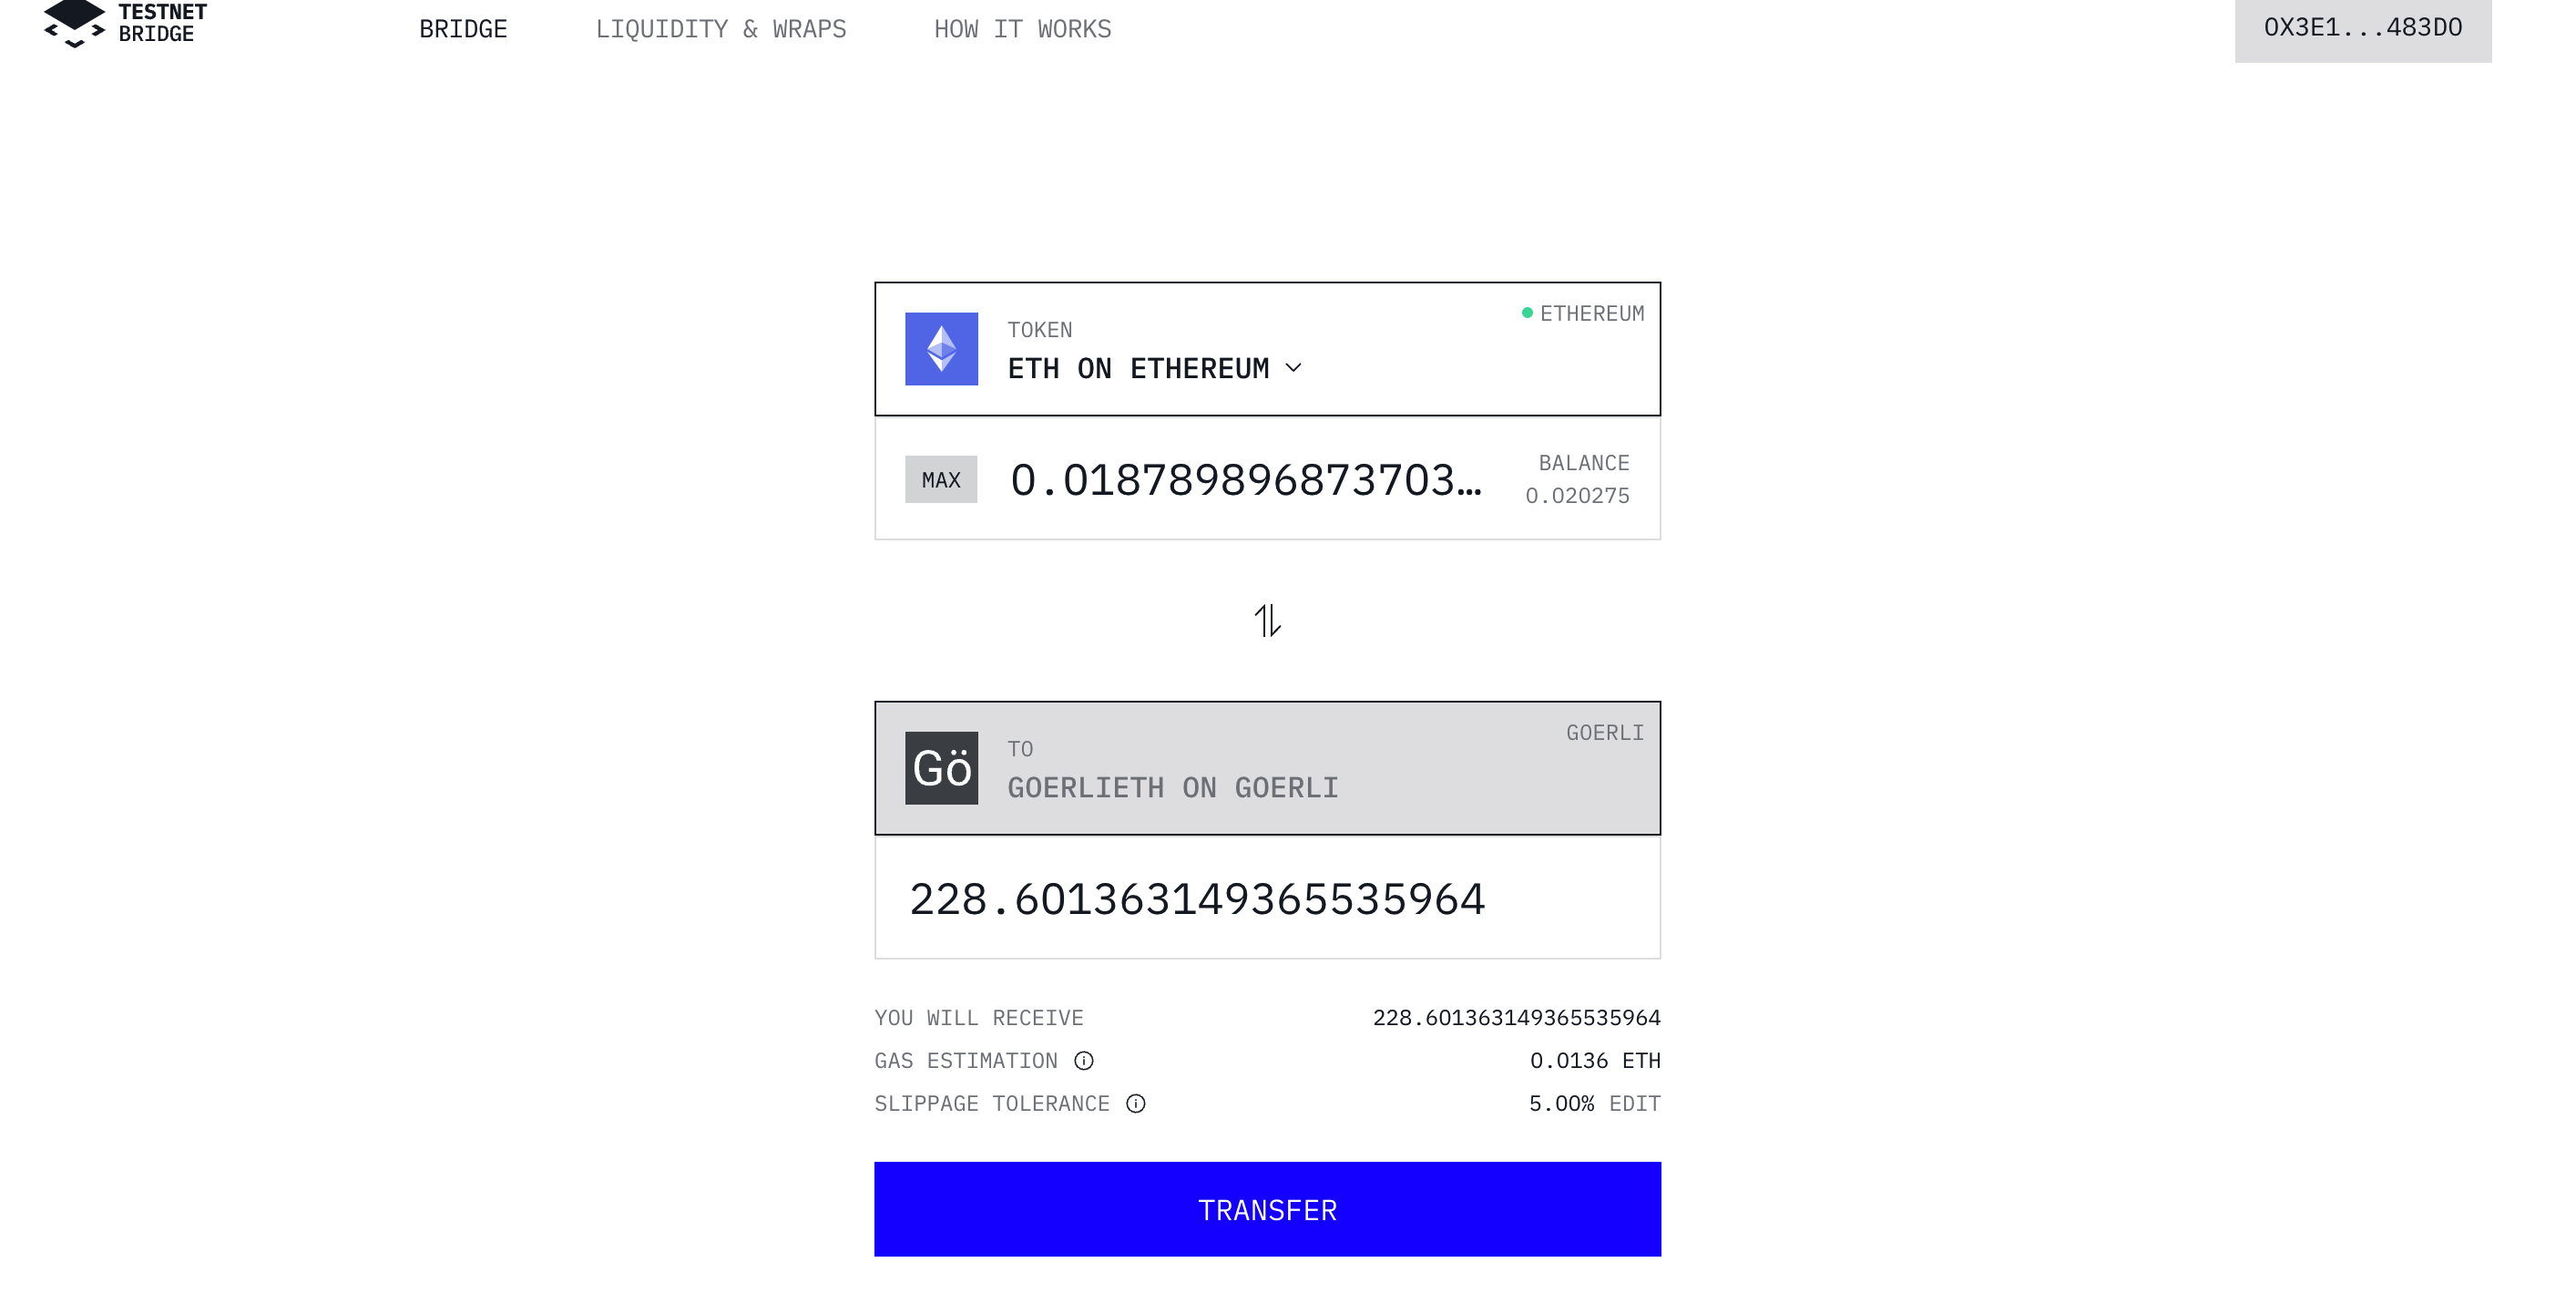 TESTNET
BRIDGE
BRIDGE LIQUIDITY & WRAPS HOW IT WORKS
0X3E1...483D0
ETHEREUM
TOKEN
ETH ON ETHEREUM
MAX
0.018789896873703…
BALANCE
0.020275
GOERLI
Gö
TO
GOERLIETH ON GOERLI
228.601363149365535964
YOU WILL RECEIVE 228.601363149365535964
GAS ESTIMATION 0.0136 ETH
SLIPPAGE TOLERANCE 5.00% EDIT
TRANSFER